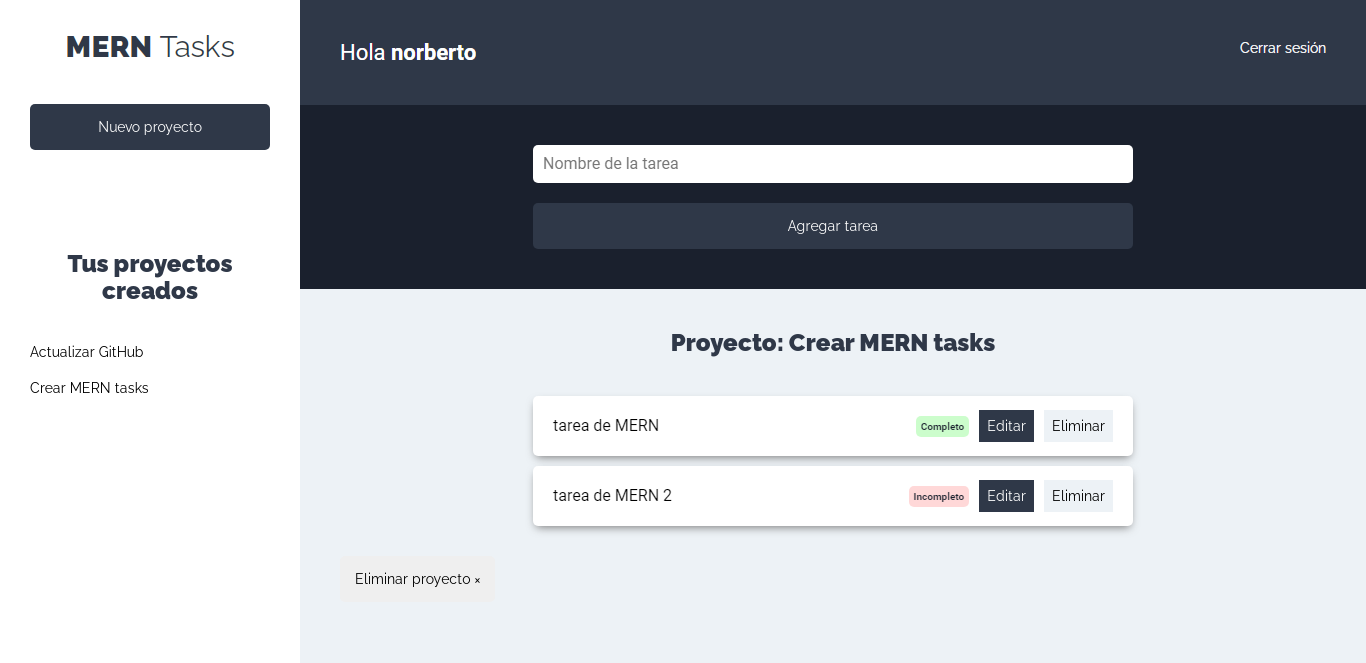 MERN Tasks
Nuevo proyecto
Tus proyectos
creados
Actualizar GitHub
Crear MERN tasks
Hola norberto
Cerrar sesión
Nombre de la tarea
Agregar tarea
Proyecto: Crear MERN tasks
tarea de MERN Completo Editar Eliminar
tarea de MERN 2 Incompleto Editar Eliminar
Eliminar proyecto ×